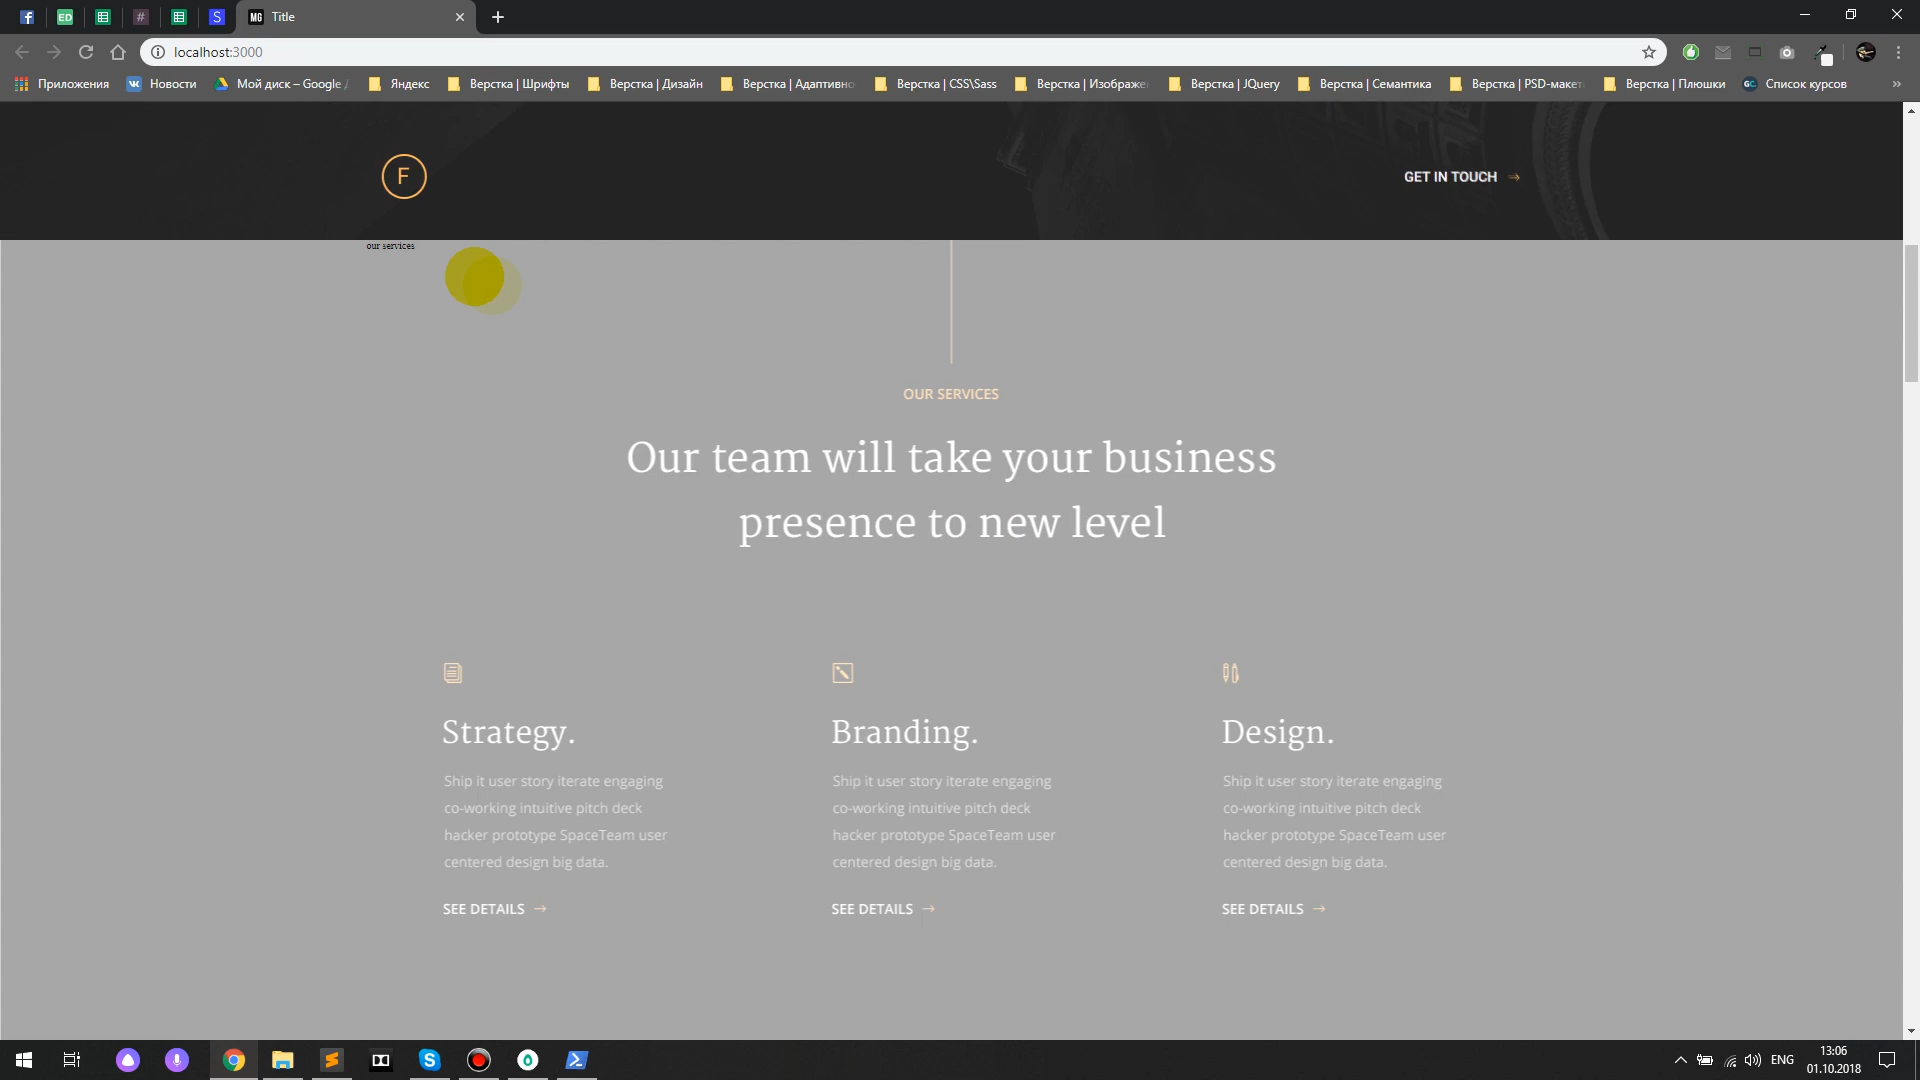 ED
#
S
MG Title
localhost:3000
Приложения
Новости
Мой диск – Google
Яндекс
Верстка | Шрифты
Верстка | Дизайн
Верстка | Адаптивно
Верстка | CSS\Sass
Верстка | Изображе
Верстка | JQuery
Верстка | Семантика
Верстка | PSD-макет
Верстка | Плюшки
GC
Список курсов
F
GET IN TOUCH
our services
OUR SERVICES
Our team will take your business
presence to new level
Strategy.
Ship it user story iterate engaging
co-working intuitive pitch deck
hacker prototype SpaceTeam user
centered design big data.
SEE DETAILS
Branding.
Ship it user story iterate engaging
co-working intuitive pitch deck
hacker prototype SpaceTeam user
centered design big data.
SEE DETAILS
Design.
Ship it user story iterate engaging
co-working intuitive pitch deck
hacker prototype SpaceTeam user
centered design big data.
SEE DETAILS
ENG
13:06
01.10.2018